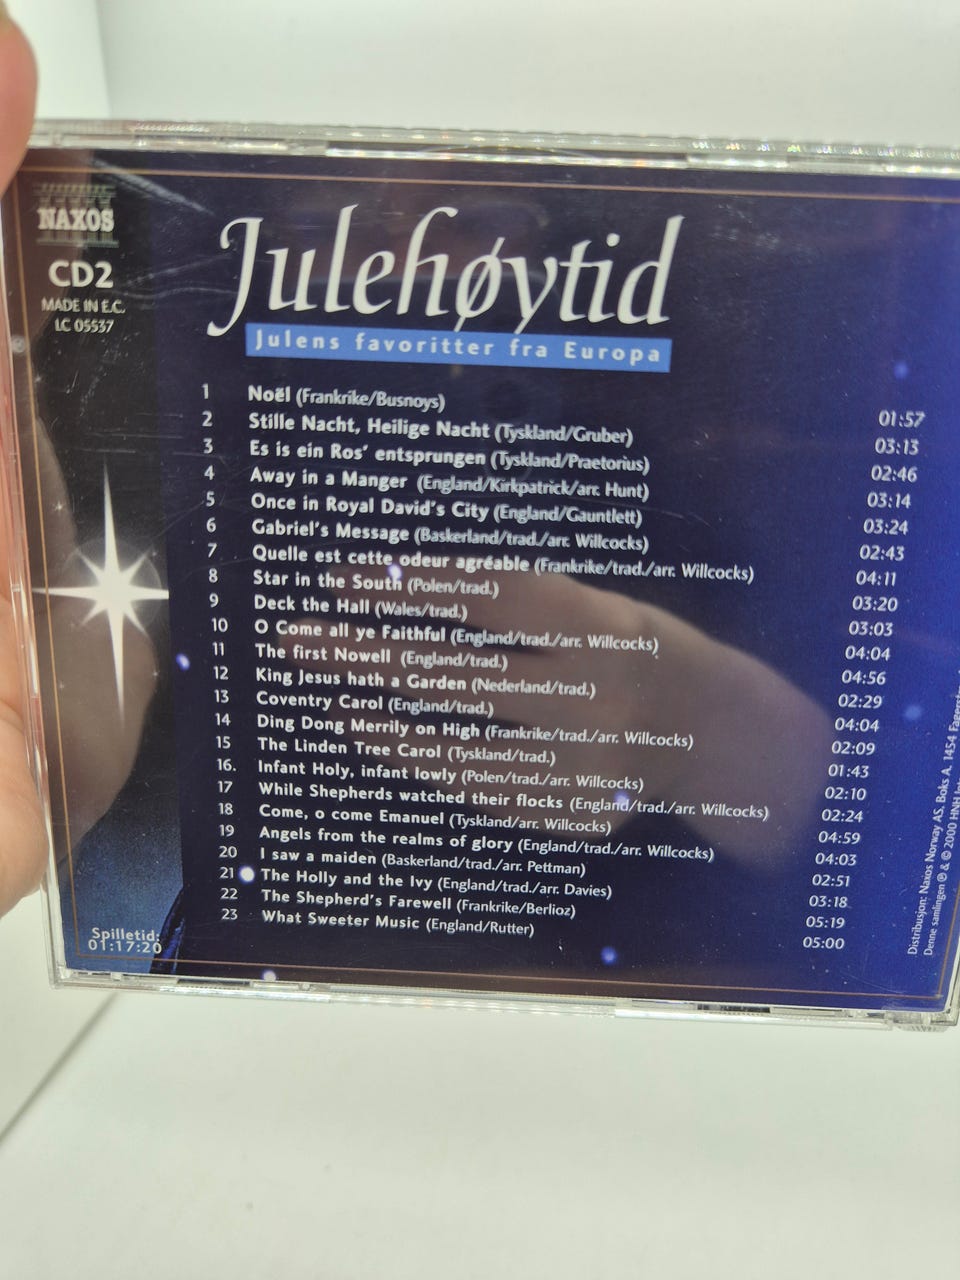 NAXOS
CD2
MADE IN E.C.
LC 05537
Julehøytid
Julens favoritter fra Europa
1 Noël (Frankrike/Busnoys) 01:57
2 Stille Nacht, Heilige Nacht (Tyskland/Gruber) 03:13
3 Es is ein Ros' entsprungen (Tyskland/Praetorius) 02:46
4 Away in a Manger (England/Kirkpatrick/arr. Hunt) 03:14
5 Once in Royal David's City (England/Gauntlett) 03:24
6 Gabriel's Message (Baskerland/trad./arr. Willcocks) 02:43
7 Quelle est cette odeur agréable (Frankrike/trad./arr. Willcocks) 04:11
8 Star in the South (Polen/trad.) 03:20
9 Deck the Hall (Wales/trad.) 03:03
10 O Come all ye Faithful (England/trad./arr. Willcocks) 04:04
11 The first Nowell (England/trad.) 04:56
12 King Jesus hath a Garden (Nederland/trad.) 02:29
13 Coventry Carol (England/trad.) 04:04
14 Ding Dong Merrily on High (Frankrike/trad./arr. Willcocks) 02:09
15 The Linden Tree Carol (Tyskland/trad.) 01:43
16. Infant Holy, infant lowly (Polen/trad./arr. Willcocks) 02:10
17 While Shepherds watched their flocks (England/trad./arr. Willcocks) 02:24
18 Come, o come Emanuel (Tyskland/arr. Willcocks) 04:59
19 Angels from the realms of glory (England/trad./arr. Willcocks) 04:03
20 I saw a maiden (Baskerland/trad./arr. Pettman) 02:51
21 The Holly and the Ivy (England/trad./arr. Davies) 03:18
22 The Shepherd's Farewell (Frankrike/Berlioz) 05:19
23 What Sweeter Music (England/Rutter) 05:00
Spilletid:
01:17:20
Distribusjon: Naxos Norway AS. Boks A. 1454
Denne samlingen ℗ & © 2000 HNH